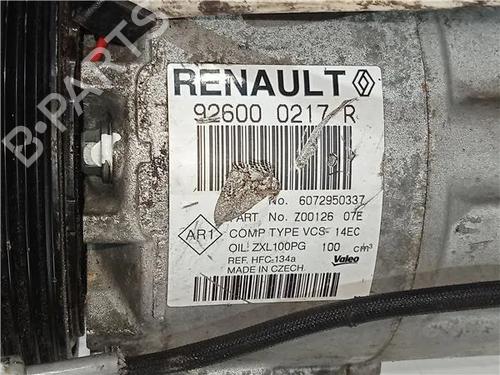 B-PARTS
RENAULT
92600 0217 R
No. 6072950337
PART No. Z00126 07E
AR1
COMP TYPE VCS- 14EC
OIL: ZXL100PG 100 cm³
REF. HFC-134a
MADE IN CZECH.
Valeo